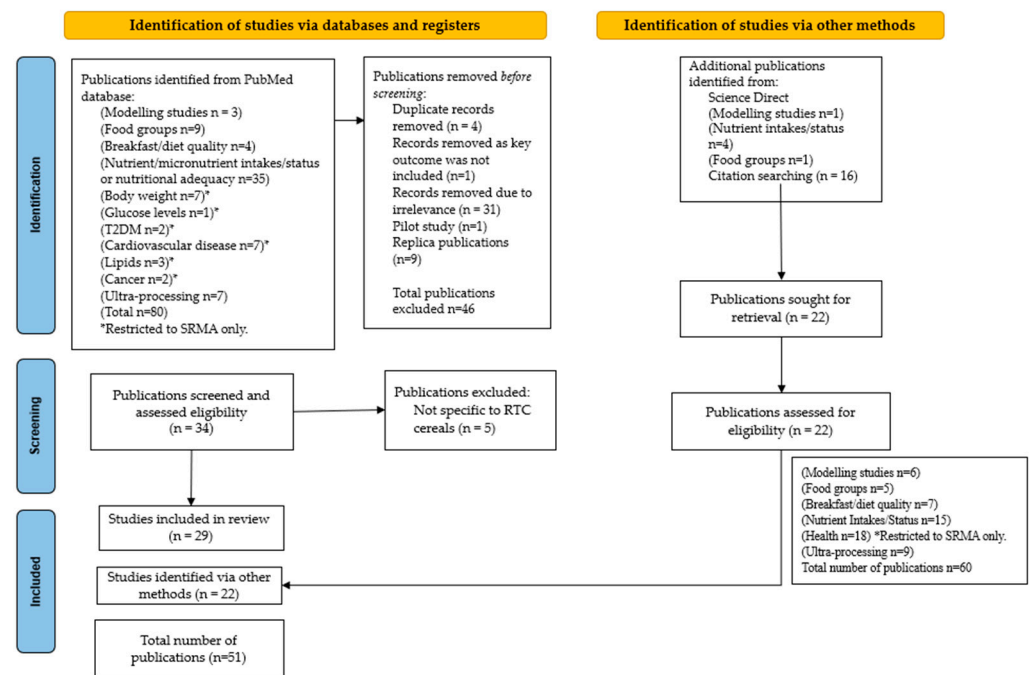 Identification of studies via databases and registers
Identification of studies via other methods
Identification
Publications identified from PubMed
database:
(Modelling studies n = 3)
(Food groups n=9)
(Breakfast/diet quality n=4)
(Nutrient/micronutrient intakes/status
or nutritional adequacy n=35)
(Body weight n=7)*
(Glucose levels n=1)*
(T2DM n=2)*
(Cardiovascular disease n=7)*
(Lipids n=3)*
(Cancer n=2)*
(Ultra-processing n=7)
(Total n=80)
*Restricted to SRMA only.
Publications removed before
screening:
Duplicate records
removed (n = 4)
Records removed as key
outcome was not
included (n=1)
Records removed due to
irrelevance (n = 31)
Pilot study (n=1)
Replica publications
(n=9)
Total publications
excluded n=46
Additional publications
identified from:
Science Direct
(Modelling studies n=1)
(Nutrient intakes/status
n=4)
(Food groups n=1)
Citation searching (n = 16)
Publications sought for
retrieval (n = 22)
Screening
Publications screened and
assessed eligibility
(n = 34)
Publications excluded:
Not specific to RTC
cereals (n = 5)
Publications assessed for
eligibility (n = 22)
(Modelling studies n=6)
(Food groups n=5)
(Breakfast/diet quality n=7)
(Nutrient Intakes/Status n=15)
(Health n=18) *Restricted to SRMA only.
(Ultra-processing n=9)
Total number of publications n=60
Included
Studies included in review
(n = 29)
Studies identified via other
methods (n = 22)
Total number of
publications (n=51)